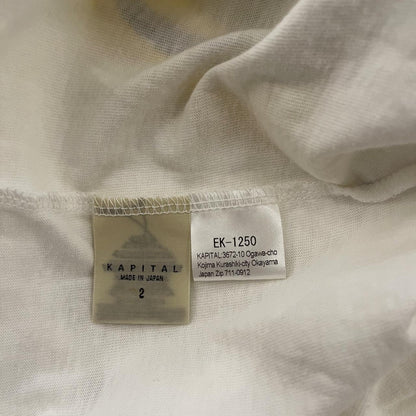 KAPITAL
MADE IN JAPAN
2
EK-1250
KAPITAL:3672-10 Ogawa-cho
Kojima Kurashiki-city Okayama
Japan Zip 711-0912